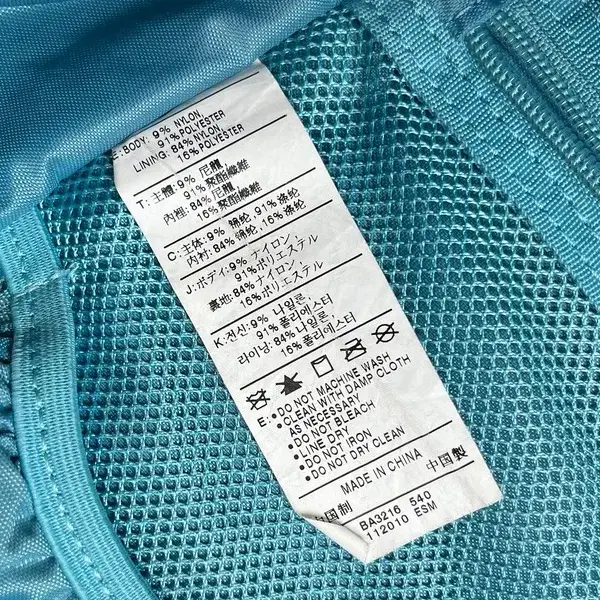 E: BODY: 9% NYLON
91% POLYESTER
LINING: 84% NYLON
16% POLYESTER
T: 主體: 9% 尼龍
91% 聚酯纖維
內裡: 84% 尼龍
16% 聚酯纖維
C: 主体: 9% 锦纶, 91% 涤纶
内衬: 84% 锦纶, 16% 涤纶
J: ボディ: 9% ナイロン
91% ポリエステル
裏地: 84% ナイロン
16% ポリエステル
K: 전신: 9% 나일론
91% 폴리에스터
라이닝: 84% 나일론
16% 폴리에스터
E: •DO NOT MACHINE WASH
•CLEAN WITH DAMP CLOTH
AS NECESSARY
•DO NOT BLEACH
•LINE DRY
•DO NOT IRON
•DO NOT DRY CLEAN
MADE IN CHINA 中國製
国制
BA3216 540
112010 ESM